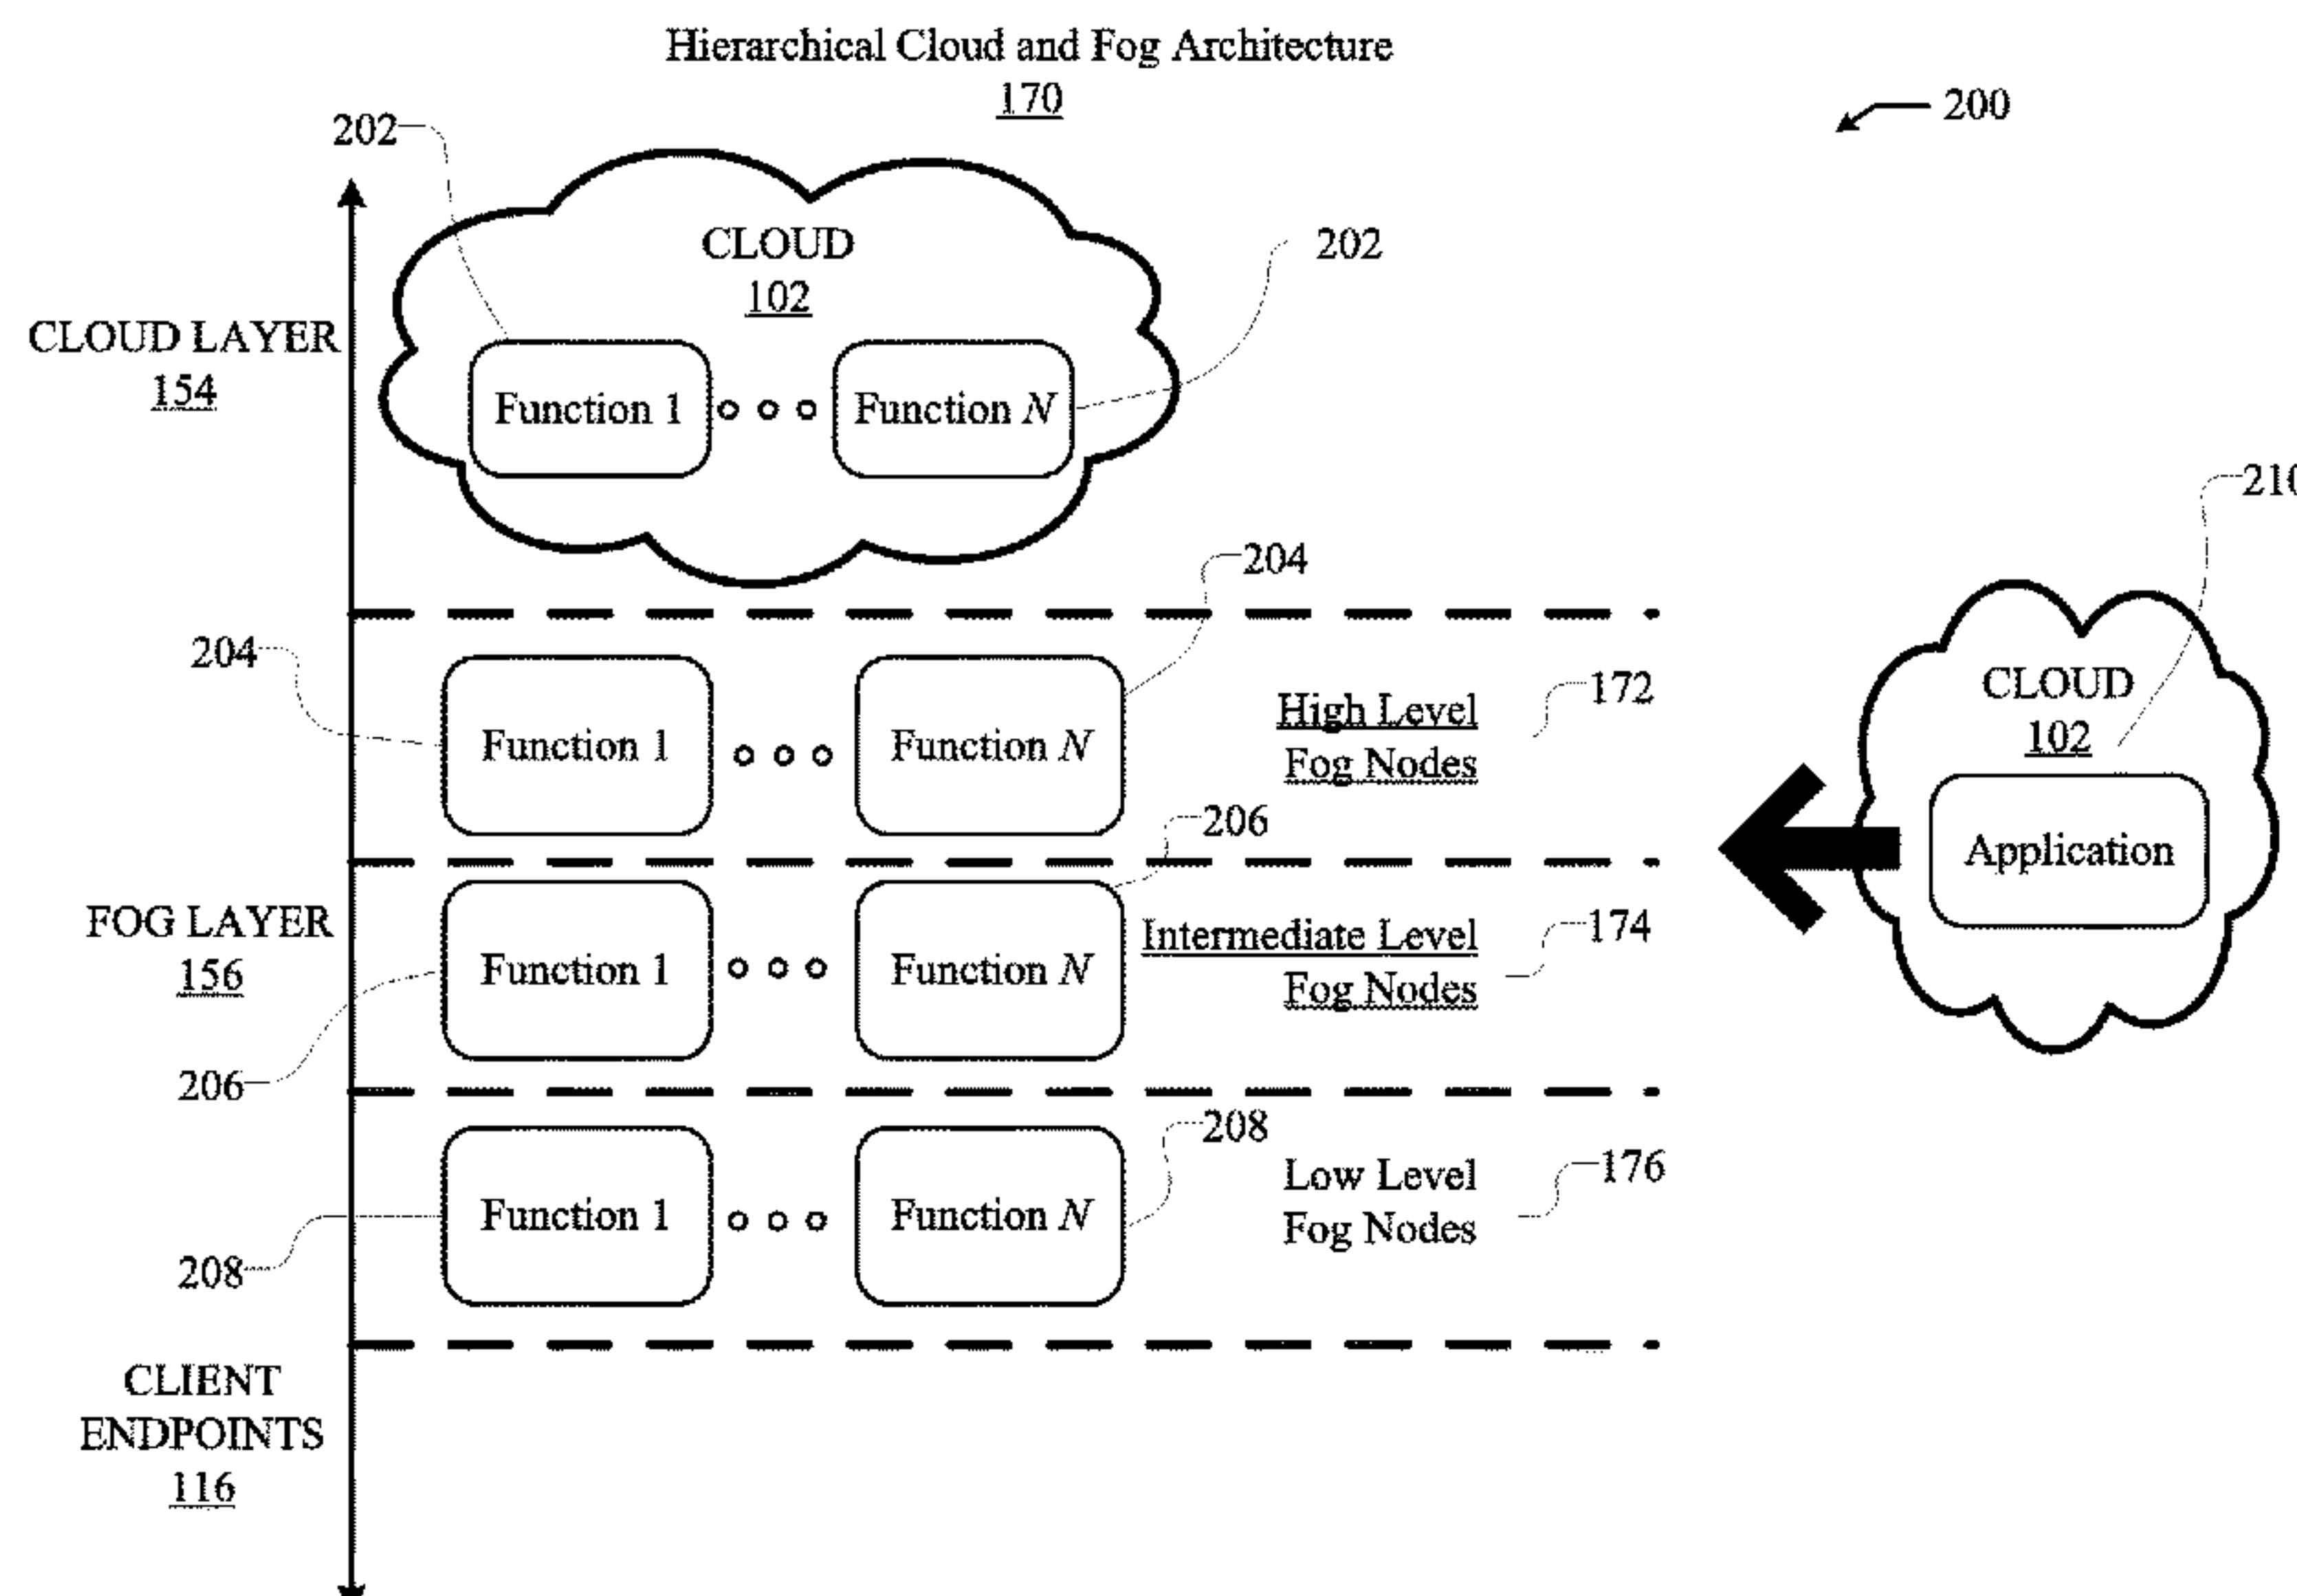 Hierarchical Cloud and Fog Architecture
170
200
202
CLOUD
102
202
CLOUD LAYER
154
Function 1
Function N
210
204
204
Function 1
Function N
High Level
Fog Nodes
172
CLOUD
102
Application
206
FOG LAYER
156
Function 1
Function N
Intermediate Level
Fog Nodes
174
206
208
Function 1
Function N
Low Level
Fog Nodes
176
208
CLIENT
ENDPOINTS
116